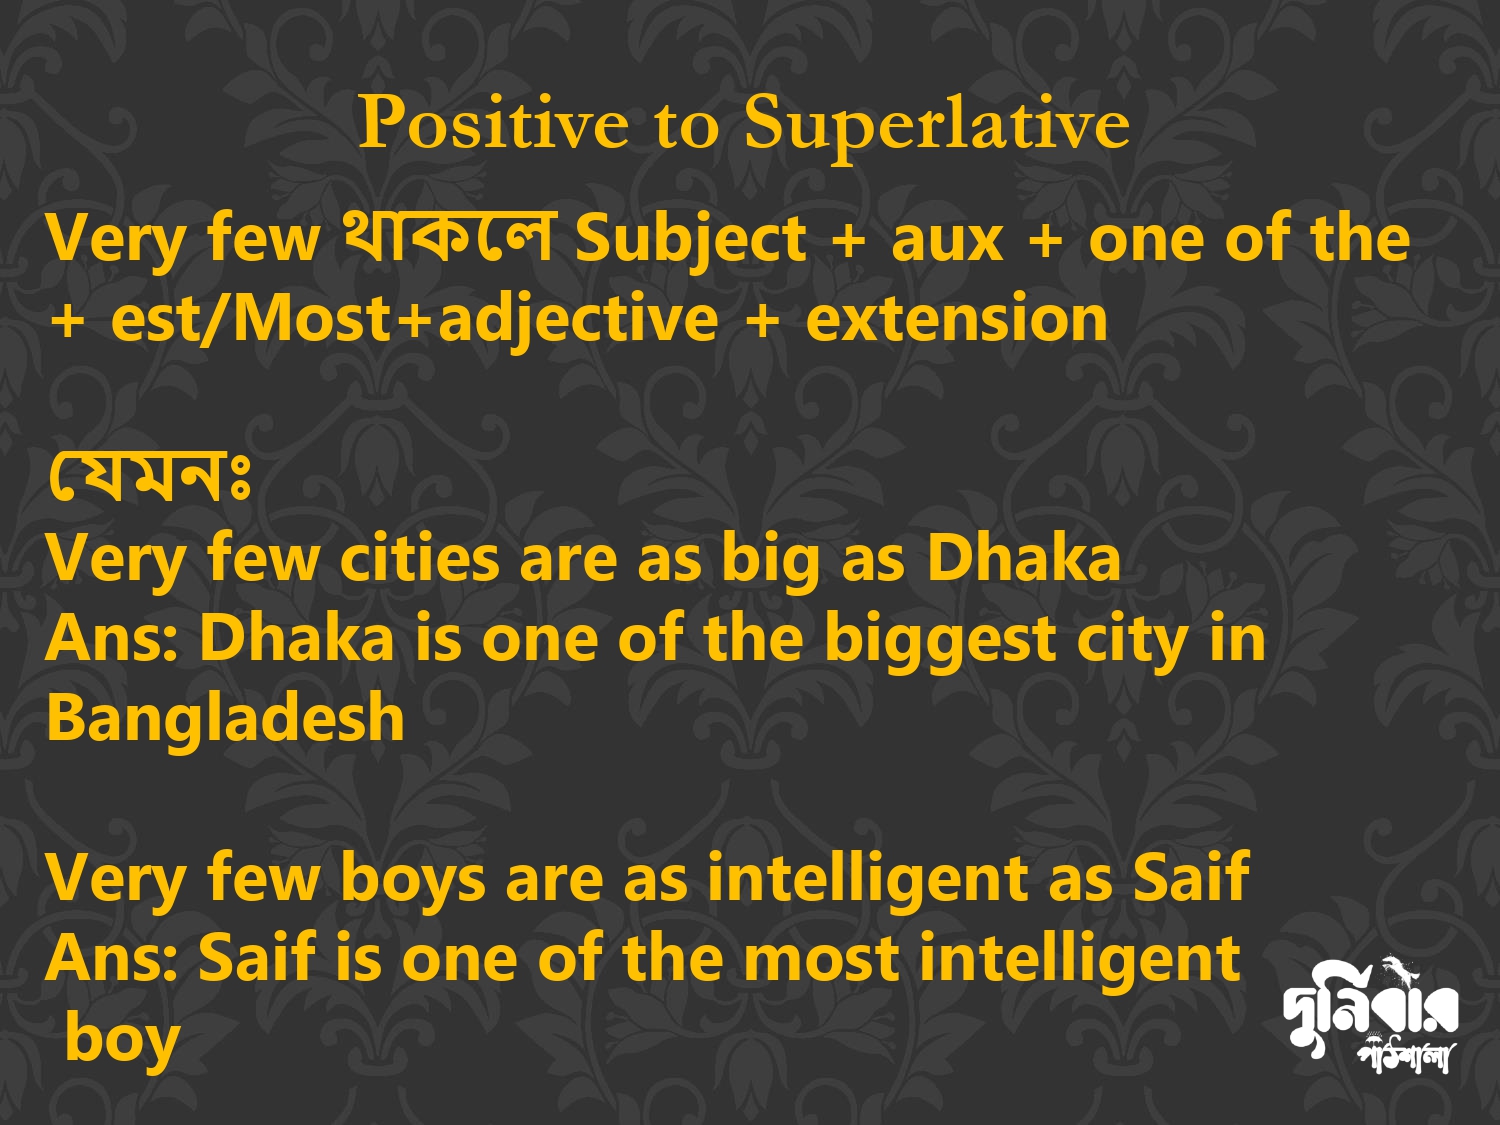 Positive to Superlative
Very few থাকলে Subject + aux + one of the
+ est/Most+adjective + extension
যেমনঃ
Very few cities are as big as Dhaka
Ans: Dhaka is one of the biggest city in
Bangladesh
Very few boys are as intelligent as Saif
Ans: Saif is one of the most intelligent
boy
দুর্নিবার
পাঠশালা